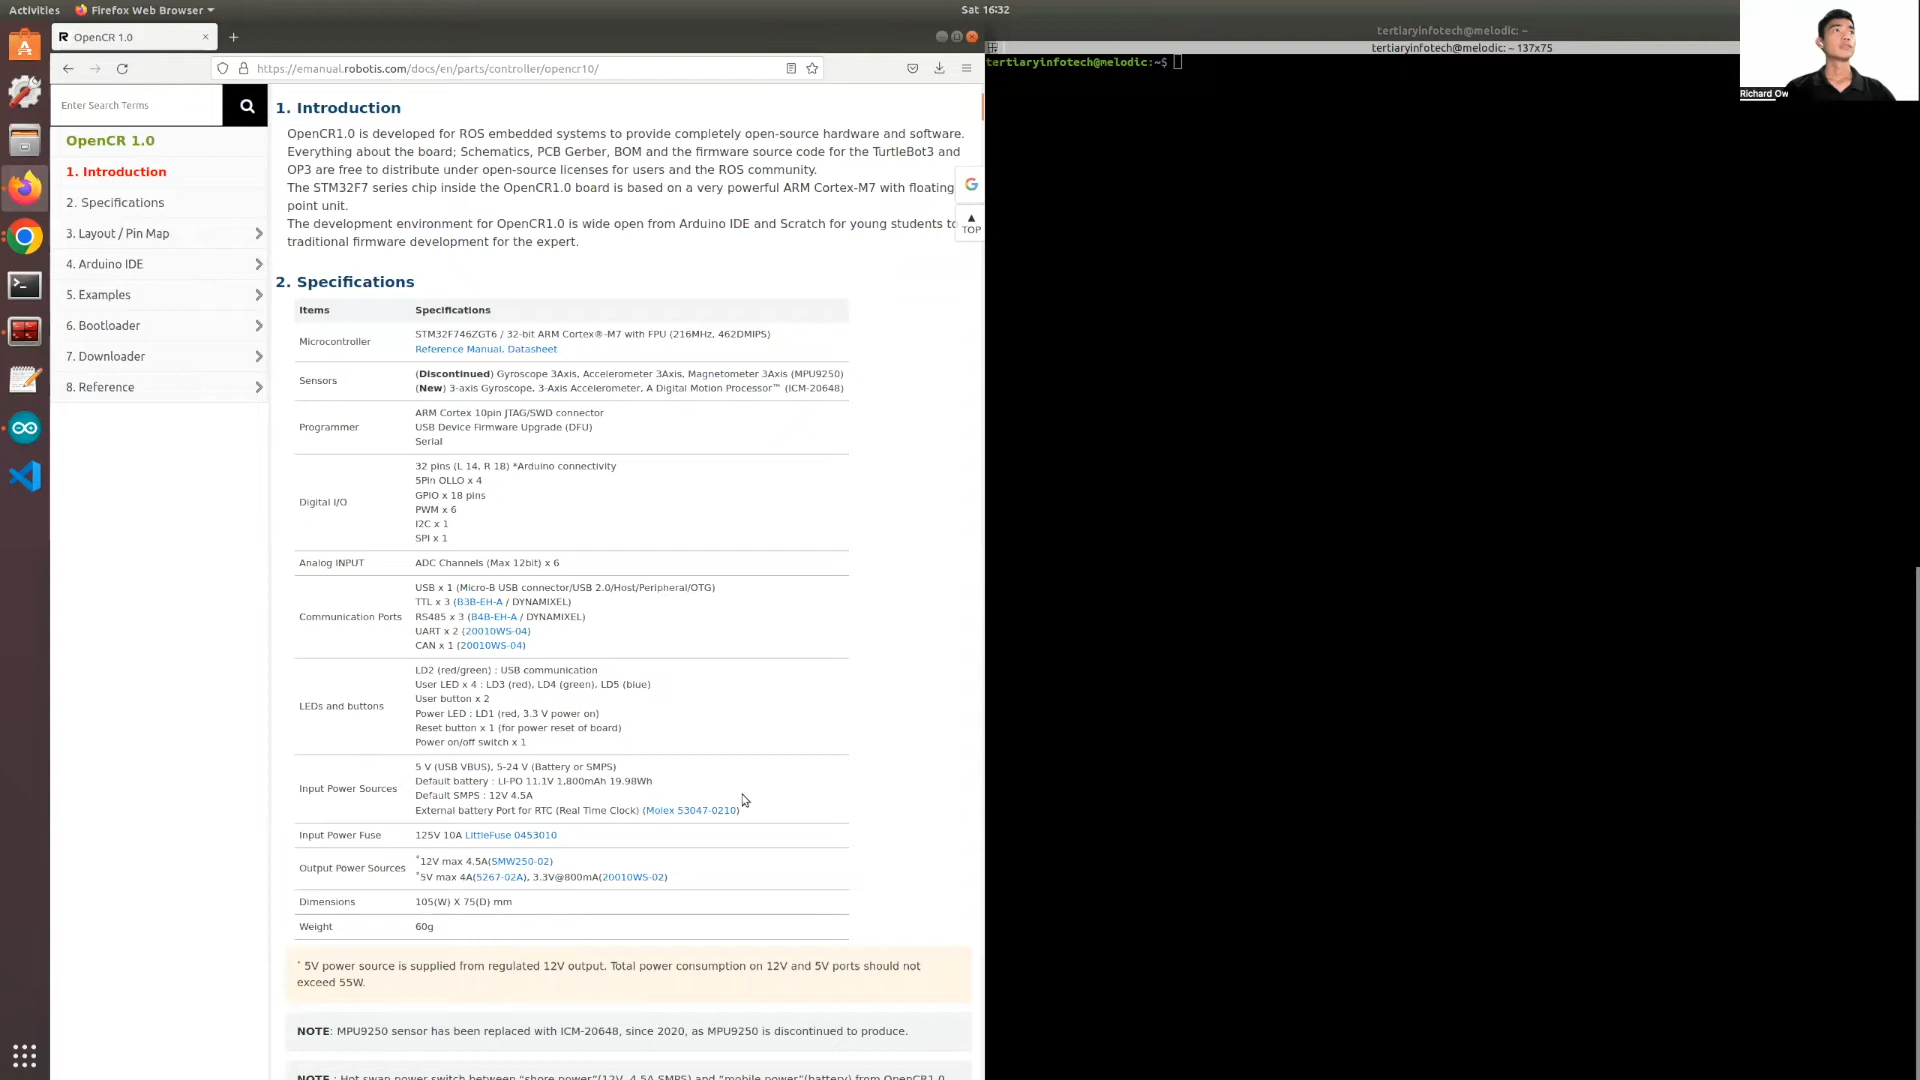 Activities
Firefox Web Browser
Sat 16:32
OpenCR 1.0
https://emanual.robotis.com/docs/en/parts/controller/opencr10/
Enter Search Terms
OpenCR 1.0
1. Introduction
2. Specifications
3. Layout / Pin Map
4. Arduino IDE
5. Examples
6. Bootloader
7. Downloader
8. Reference
1. Introduction
OpenCR1.0 is developed for ROS embedded systems to provide completely open-source hardware and software.
Everything about the board; Schematics, PCB Gerber, BOM and the firmware source code for the TurtleBot3 and
OP3 are free to distribute under open-source licenses for users and the ROS community.
The STM32F7 series chip inside the OpenCR1.0 board is based on a very powerful ARM Cortex-M7 with floating
point unit.
The development environment for OpenCR1.0 is wide open from Arduino IDE and Scratch for young students to
traditional firmware development for the expert.
TOP
2. Specifications
Items Specifications
Microcontroller
STM32F746ZGT6 / 32-bit ARM Cortex®-M7 with FPU (216MHz, 462DMIPS)
Reference Manual, Datasheet
Sensors
(Discontinued) Gyroscope 3Axis, Accelerometer 3Axis, Magnetometer 3Axis (MPU9250)
(New) 3-axis Gyroscope, 3-Axis Accelerometer, A Digital Motion Processor™ (ICM-20648)
Programmer
ARM Cortex 10pin JTAG/SWD connector
USB Device Firmware Upgrade (DFU)
Serial
Digital I/O
32 pins (L 14, R 18) *Arduino connectivity
5Pin OLLO x 4
GPIO x 18 pins
PWM x 6
I2C x 1
SPI x 1
Analog INPUT
ADC Channels (Max 12bit) x 6
Communication Ports
USB x 1 (Micro-B USB connector/USB 2.0/Host/Peripheral/OTG)
TTL x 3 (B3B-EH-A / DYNAMIXEL)
RS485 x 3 (B4B-EH-A / DYNAMIXEL)
UART x 2 (20010WS-04)
CAN x 1 (20010WS-04)
LEDs and buttons
LD2 (red/green) : USB communication
User LED x 4 : LD3 (red), LD4 (green), LD5 (blue)
User button x 2
Power LED : LD1 (red, 3.3 V power on)
Reset button x 1 (for power reset of board)
Power on/off switch x 1
Input Power Sources
5 V (USB VBUS), 5-24 V (Battery or SMPS)
Default battery : LI-PO 11.1V 1,800mAh 19.98Wh
Default SMPS : 12V 4.5A
External battery Port for RTC (Real Time Clock) (Molex 53047-0210)
Input Power Fuse
125V 10A LittleFuse 0453010
Output Power Sources
*12V max 4.5A(SMW250-02)
*5V max 4A(5267-02A), 3.3V@800mA(20010WS-02)
Dimensions
105(W) X 75(D) mm
Weight
60g
* 5V power source is supplied from regulated 12V output. Total power consumption on 12V and 5V ports should not
exceed 55W.
NOTE: MPU9250 sensor has been replaced with ICM-20648, since 2020, as MPU9250 is discontinued to produce.
NOTE : Hot swap power switch between "shore power"(12V, 4.5A SMPS) and "mobile power"(battery) from OpenCR1.0
tertiaryinfotech@melodic: ~
tertiaryinfotech@melodic: ~ 137x75
tertiaryinfotech@melodic:~$
Richard Ow